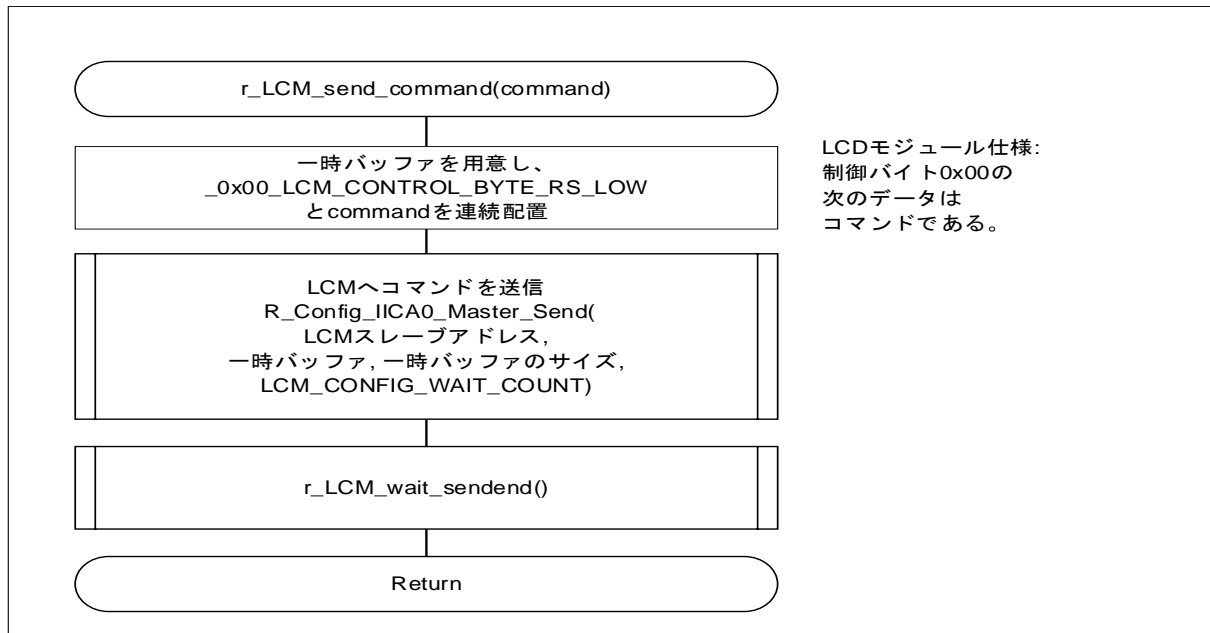 r_LCM_send_command(command)
一時バッファを用意し、
_0x00_LCM_CONTROL_BYTE_RS_LOW
とcommandを連続配置
LCDモジュール仕様:
制御バイト0x00の
次のデータは
コマンドである。
LCMへコマンドを送信
R_Config_IICA0_Master_Send(
LCMスレーブアドレス,
一時バッファ, 一時バッファのサイズ,
LCM_CONFIG_WAIT_COUNT)
r_LCM_wait_sendend()
Return